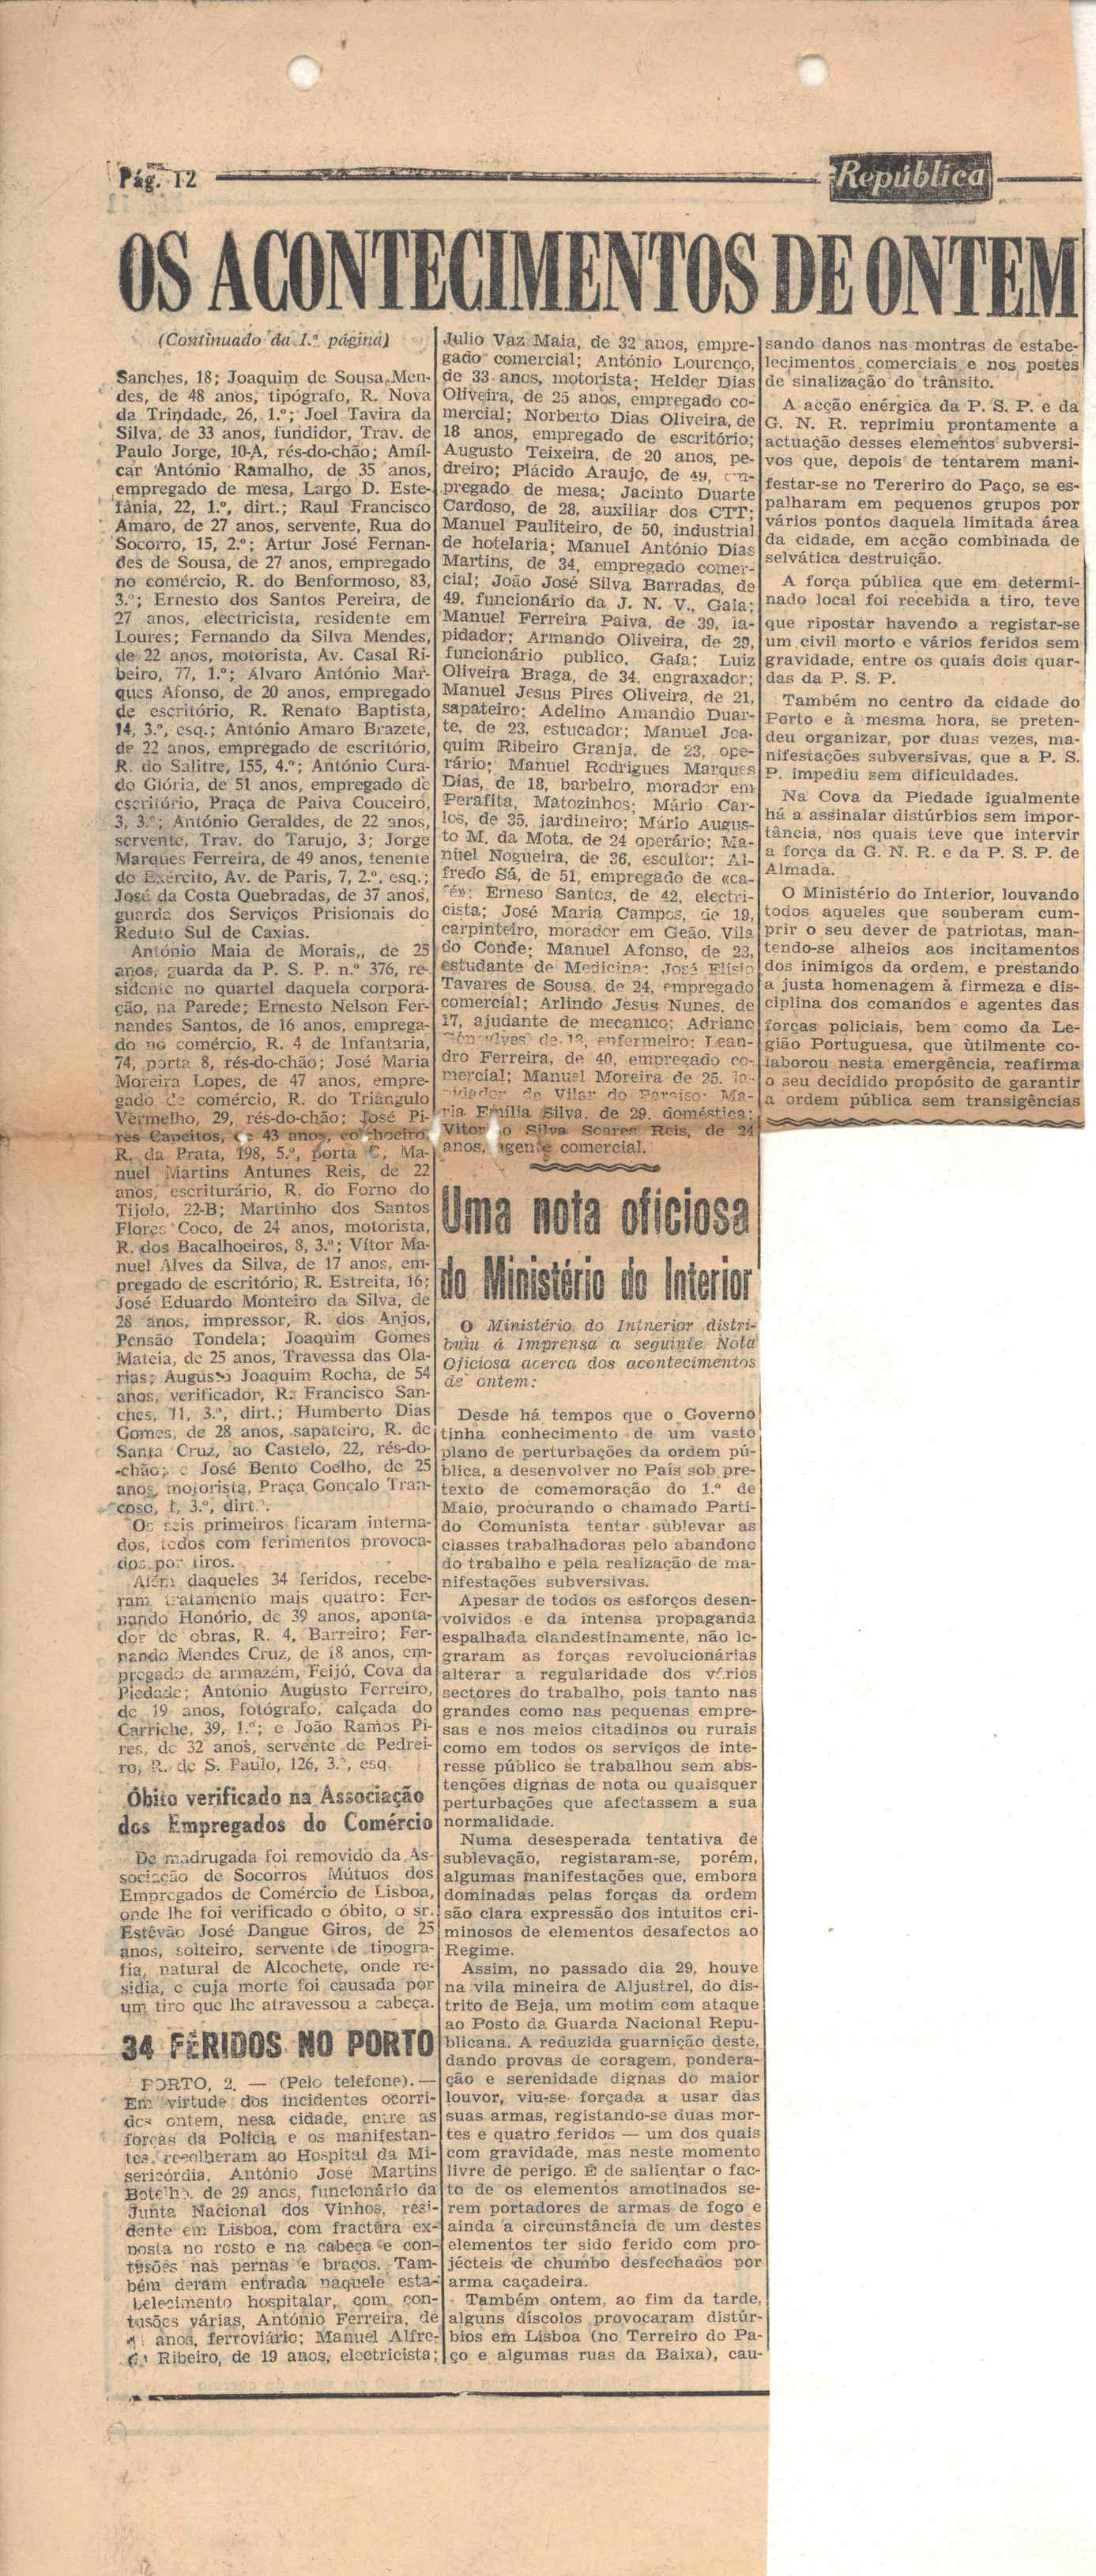 Pág. 12
República
OS ACONTECIMENTOS DE ONTEM
(Continuado da 1.ª página)
Sanches, 18; Joaquim de Sousa Men-
des, de 48 anos, tipógrafo, R. Nova
da Trindade, 26, 1.º; Joel Tavira da
Silva, de 33 anos, fundidor, Trav. de
Paulo Jorge, 10-A, rés-do-chão; Amíl-
car António Ramalho, de 35 anos,
empregado de mesa, Largo D. Este-
fânia, 22, 1.º, dirt.; Raul Francisco
Amaro, de 27 anos, servente, Rua do
Socorro, 15, 2.º; Artur José Fernan-
des de Sousa, de 27 anos, empregado
no comércio, R. do Benformoso, 83,
3.º; Ernesto dos Santos Pereira, de
27 anos, electricista, residente em
Loures; Fernando da Silva Mendes,
de 22 anos, motorista, Av. Casal Ri-
beiro, 77, 1.º; Álvaro António Mar-
ques Afonso, de 20 anos, empregado
de escritório, R. Renato Baptista,
14, 3.º, esq.; António Amaro Brazete,
de 22 anos, empregado de escritório,
R. do Salitre, 155, 4.º; António Cura-
do Glória, de 51 anos, empregado de
escritório, Praça de Paiva Couceiro,
3, 3.º; António Geraldes, de 22 anos,
servente, Trav. do Tarujo, 3; Jorge
Marques Ferreira, de 49 anos, tenente
do Exército, Av. de Paris, 7, 2.º, esq.;
José da Costa Quebradas, de 37 anos,
guarda dos Serviços Prisionais do
Reduto Sul de Caxias.
António Maia de Morais,, de 25
anos, guarda da P. S. P. n.º 376, re-
sidente no quartel daquela corpora-
ção, na Parede; Ernesto Nelson Fer-
nandes Santos, de 16 anos, emprega-
do no comércio, R. 4 de Infantaria,
74, porta 8, rés-do-chão; José Maria
Moreira Lopes, de 47 anos, empre-
gado de comércio, R. do Triângulo
Vermelho, 29, rés-do-chão; José Pi-
res Capeitos, de 43 anos, cocheiro,
R. da Prata, 198, 5.º, porta C, Ma-
nuel Martins Antunes Reis, de 22
anos, escriturário, R. do Forno do
Tijolo, 22-B; Martinho dos Santos
Flores Coco, de 24 anos, motorista,
R. dos Bacalhoeiros, 8, 3.º; Vítor Ma-
nuel Alves da Silva, de 17 anos, em-
pregado de escritório, R. Estreita, 16;
José Eduardo Monteiro da Silva, de
28 anos, impressor, R. dos Anjos,
Pensão Tondela; Joaquim Gomes
Mateia, de 25 anos, Travessa das Ola-
rias; Augusto Joaquim Rocha, de 54
anos, verificador, R. Francisco San-
ches, 11, 3.º, dirt.; Humberto Dias
Gomes, de 28 anos, sapateiro, R. de
Santa Cruz, ao Castelo, 22, rés-do-
-chão; e José Bento Coelho, de 25
anos, motorista, Praça Gonçalo Tran-
coso, 1, 3.º, dirt.º.
Os seis primeiros ficaram interna-
dos, todos com ferimentos provoca-
dos por tiros.
Além daqueles 34 feridos, recebe-
ram tratamento mais quatro: Fer-
nando Honório, de 39 anos, aponta-
dor de obras, R. 4, Barreiro; Fer-
nando Mendes Cruz, de 18 anos, em-
pregado de armazém, Feijó, Cova da
Piedade; António Augusto Ferreiro,
de 19 anos, fotógrafo, calçada do
Carriche, 39, 1.º; e João Ramos Pi-
res, de 32 anos, servente de Pedrei-
ro, R. de S. Paulo, 126, 3.º, esq.
Óbito verificado na Associação
dos Empregados do Comércio
De madrugada foi removido da As-
sociação de Socorros Mútuos dos
Empregados de Comércio de Lisboa,
onde lhe foi verificado o óbito, o sr.
Estêvão José Dangue Giros, de 25
anos, solteiro, servente de tipogra-
fia, natural de Alcochete, onde re-
sidia, e cuja morte foi causada por
um tiro que lhe atravessou a cabeça.
34 FERIDOS NO PORTO
PORTO, 2. — (Pelo telefone).—
Em virtude dos incidentes ocorri-
dos ontem, nesa cidade, entre as
forças da Polícia e os manifestan-
tes, recolheram ao Hospital da Mi-
sericórdia, António José Martins
Botelho, de 29 anos, funcionário da
Junta Nacional dos Vinhos, resi-
dente em Lisboa, com fractura ex-
posta no rosto e na cabeça e con-
tusões nas pernas e braços. Tam-
bém deram entrada naquele esta-
belecimento hospitalar, com con-
tusões várias, António Ferreira, de
anos, ferroviário; Manuel Alfre-
do Ribeiro, de 19 anos, electricista;
Julio Vaz Maia, de 32 anos, empre-
gado comercial; António Lourenço,
de 33 anos, motorista; Helder Dias
Oliveira, de 25 anos, empregado co-
mercial; Norberto Dias Oliveira, de
18 anos, empregado de escritório;
Augusto Teixeira, de 20 anos, pe-
dreiro; Plácido Araujo, de 49, em-
pregado de mesa; Jacinto Duarte
Cardoso, de 28, auxiliar dos CTT;
Manuel Pauliteiro, de 50, industrial
de hotelaria; Manuel António Dias
Martins, de 34, empregado comer-
cial; João José Silva Barradas, de
49, funcionário da J. N. V., Gaia;
Manuel Ferreira Paiva, de 39, la-
pidador; Armando Oliveira, de 29,
funcionário publico, Gaia; Luiz
Oliveira Braga, de 34, engraxador;
Manuel Jesus Pires Oliveira, de 21,
sapateiro; Adelino Amandio Duar-
te, de 23, estucador; Manuel Joa-
quim Ribeiro Granja, de 23, ope-
rário; Manuel Rodrigues Marques
Dias, de 18, barbeiro, morador em
Perafita, Matozinhos; Mário Car-
los, de 35, jardineiro; Mário Augus-
to M. da Mota, de 24 operário; Ma-
nuel Nogueira, de 36, escultor; Al-
fredo Sá, de 51, empregado de «ca-
fé»; Erneso Santos, de 42, electri-
cista; José Maria Campos, de 19,
carpinteiro, morador em Geão, Vila
do Conde; Manuel Afonso, de 23,
estudante de Medicina; José Elísio
Tavares de Sousa, de 24, empregado
comercial; Arlindo Jesus Nunes, de
17, ajudante de mecanico; Adriano
Gonçalves de 18, enfermeiro; Lean-
dro Ferreira, de 40, empregado co-
mercial; Manuel Moreira de 25, la-
pidador de Vilar do Paraíso; Ma-
ria Emília Silva, de 29, doméstica;
Vitor o Silva Soares Reis, de 24
anos, agente comercial.
Uma nota oficiosa
do Ministério do Interior
O Ministério do Intnerior distri-
buiu á Imprensa a seguinte Nota
Oficiosa acerca dos acontecimentos
de ontem:
Desde há tempos que o Governo
tinha conhecimento de um vasto
plano de perturbações da ordem pú-
blica, a desenvolver no País sob pre-
texto de comemoração do 1.º de
Maio, procurando o chamado Parti-
do Comunista tentar sublevar as
classes trabalhadoras pelo abandono
do trabalho e pela realização de ma-
nifestações subversivas.
Apesar de todos os esforços desen-
volvidos e da intensa propaganda
espalhada clandestinamente, não lo-
graram as forças revolucionárias
alterar a regularidade dos vários
sectores do trabalho, pois tanto nas
grandes como nas pequenas empre-
sas e nos meios citadinos ou rurais
como em todos os serviços de inte-
resse público se trabalhou sem abs-
tenções dignas de nota ou quaisquer
perturbações que afectassem a sua
normalidade.
Numa desesperada tentativa de
sublevação, registaram-se, porém,
algumas manifestações que, embora
dominadas pelas forças da ordem
são clara expressão dos intuitos cri-
minosos de elementos desafectos ao
Regime.
Assim, no passado dia 29, houve
na vila mineira de Aljustrel, do dis-
trito de Beja, um motim com ataque
ao Posto da Guarda Nacional Repu-
blicana. A reduzida guarnição deste,
dando provas de coragem, pondera-
ção e serenidade dignas do maior
louvor, viu-se forçada a usar das
suas armas, registando-se duas mor-
tes e quatro feridos — um dos quais
com gravidade, mas neste momento
livre de perigo. É de salientar o fac-
to de os elementos amotinados se-
rem portadores de armas de fogo e
ainda a circunstância de um destes
elementos ter sido ferido com pro-
jécteis de chumbo desfechados por
arma caçadeira.
Também ontem, ao fim da tarde,
alguns díscolos provocaram distúr-
bios em Lisboa (no Terreiro do Pa-
ço e algumas ruas da Baixa), cau-
sando danos nas montras de estabe-
lecimentos comerciais e nos postes
de sinalização do trânsito.
A acção enérgica da P. S. P. e da
G. N. R. reprimiu prontamente a
actuação desses elementos subversi-
vos que, depois de tentarem mani-
festar-se no Tereriro do Paço, se es-
palharam em pequenos grupos por
vários pontos daquela limitada área
da cidade, em acção combinada de
selvática destruição.
A força pública que em determi-
nado local foi recebida a tiro, teve
que ripostar havendo a registar-se
um civil morto e vários feridos sem
gravidade, entre os quais dois quar-
das da P. S. P.
Também no centro da cidade do
Porto e à mesma hora, se preten-
deu organizar, por duas vezes, ma-
nifestações subversivas, que a P. S.
P. impediu sem dificuldades.
Na Cova da Piedade igualmente
há a assinalar distúrbios sem impor-
tância, nos quais teve que intervir
a força da G. N. R. e da P. S. P. de
Almada.
O Ministério do Interior, louvando
todos aqueles que souberam cum-
prir o seu dever de patriotas, man-
tendo-se alheios aos incitamentos
dos inimigos da ordem, e prestando
a justa homenagem à firmeza e dis-
ciplina dos comandos e agentes das
forças policiais, bem como da Le-
gião Portuguesa, que ùtilmente co-
laborou nesta emergência, reafirma
o seu decidido propósito de garantir
a ordem pública sem transigências